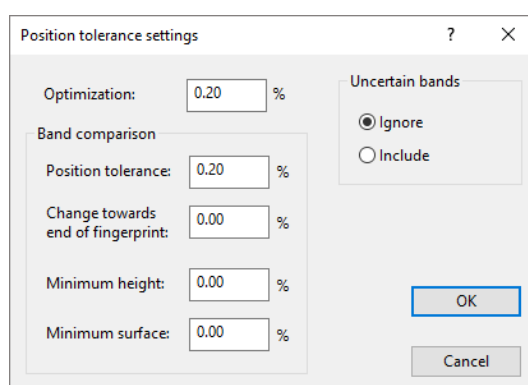 Position tolerance settings ?
Optimization: 0.20 %
Band comparison
Position tolerance: 0.20 %
Change towards
end of fingerprint: 0.00 %
Minimum height: 0.00 %
Minimum surface: 0.00 %
Uncertain bands
Ignore
Include
OK
Cancel